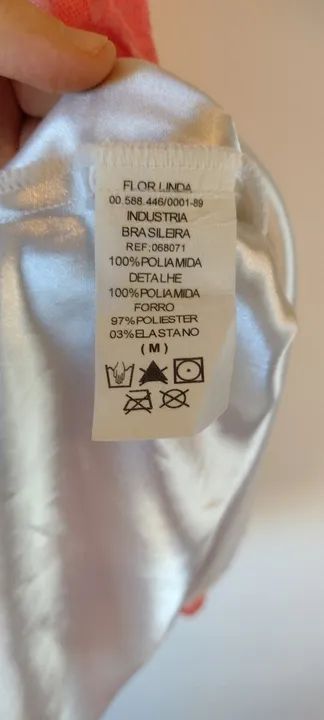 FLOR LINDA
00.588.446/0001-89
INDUSTRIA
BRASILEIRA
REF;068071
100%POLIAMIDA
DETALHE
100%POLIAMIDA
FORRO
97%POLIESTER
03%ELASTANO
(M)